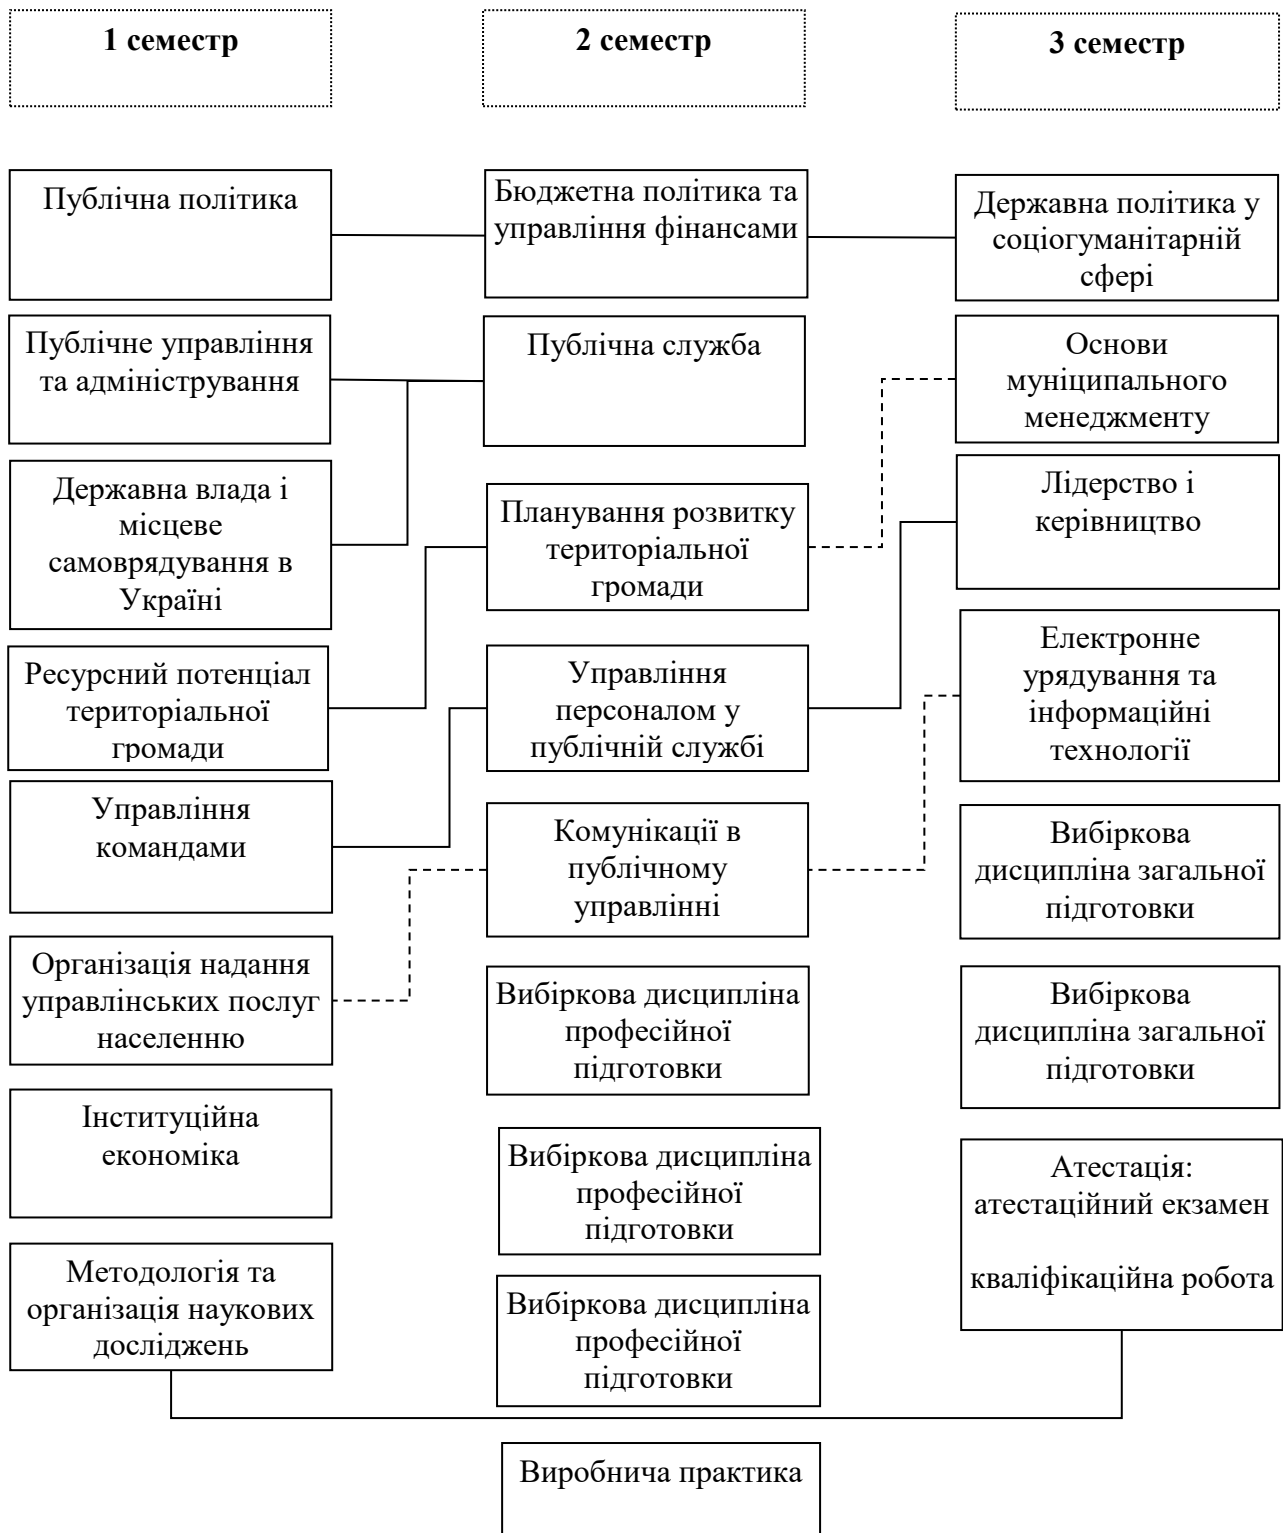 1 семестр
2 семестр
3 семестр
Публічна політика
Бюджетна політика та
управління фінансами
Державна політика у
соціогуманітарній
сфері
Публічне управління
та адміністрування
Публічна служба
Основи
муніципального
менеджменту
Державна влада і
місцеве
самоврядування в
Україні
Планування розвитку
територіальної
громади
Лідерство і
керівництво
Ресурсний потенціал
територіальної
громади
Управління
персоналом у
публічній службі
Електронне
урядування та
інформаційні
технології
Управління
командами
Комунікації в
публічному
управлінні
Вибіркова
дисципліна загальної
підготовки
Організація надання
управлінських послуг
населенню
Вибіркова дисципліна
професійної
підготовки
Вибіркова
дисципліна загальної
підготовки
Інституційна
економіка
Вибіркова дисципліна
професійної
підготовки
Атестація:
атестаційний екзамен
кваліфікаційна робота
Методологія та
організація наукових
досліджень
Вибіркова дисципліна
професійної
підготовки
Виробнича практика